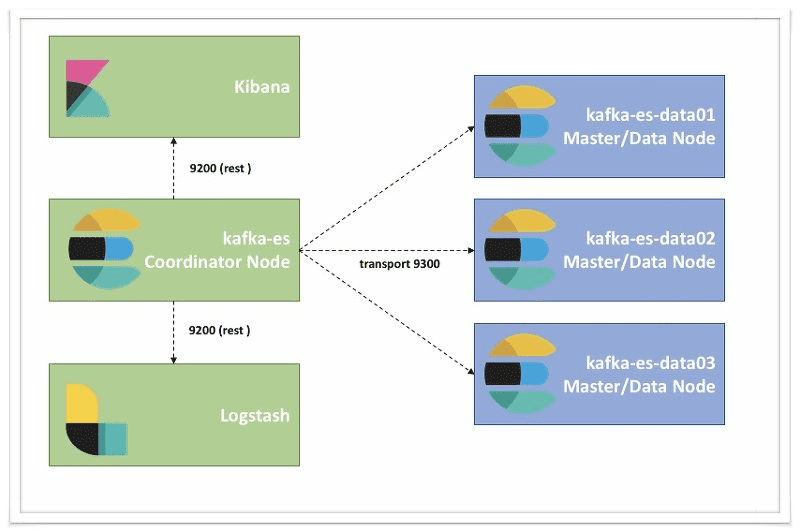 Kibana
9200 (rest )
kafka-es
Coordinator Node
9200 (rest )
Logstash
transport 9300
kafka-es-data01
Master/Data Node
kafka-es-data02
Master/Data Node
kafka-es-data03
Master/Data Node